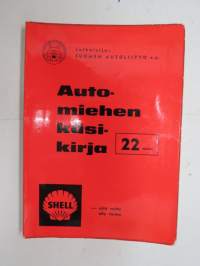 Julkaisija:
SUOMEN AUTOLIITTO r.y.
Auto-
miehen
käsi-
kirja
22
SHELL